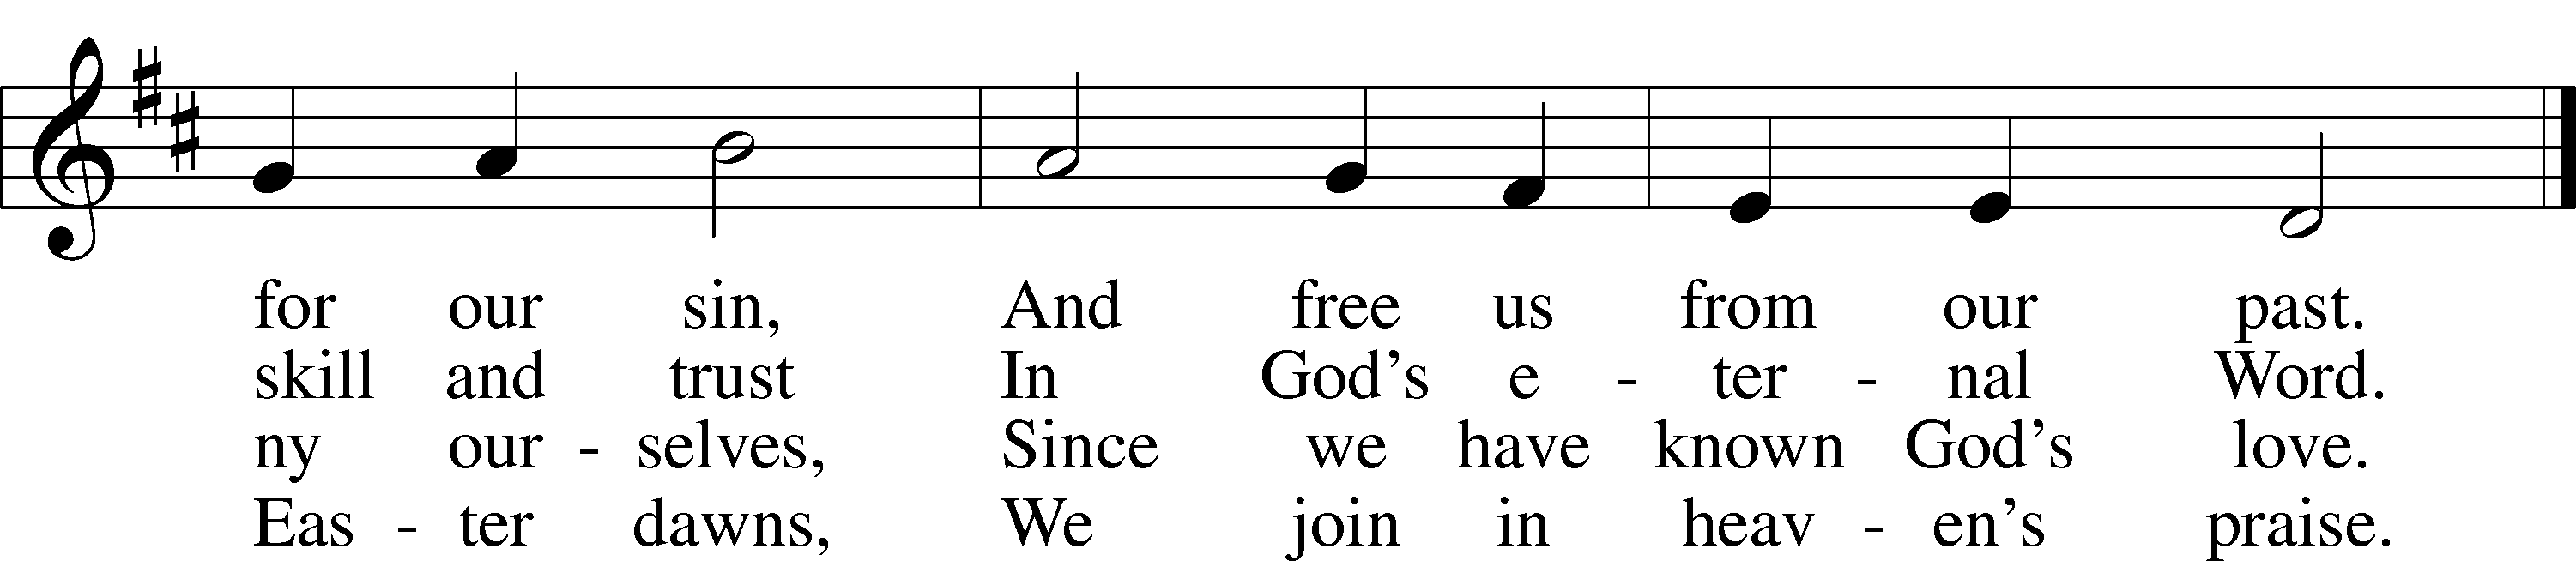 for our sin, And free us from our past.
skill and trust In God's e - ter - nal Word.
ny our - selves, Since we have known God's love.
Eas - ter dawns, We join in heav - en's praise.